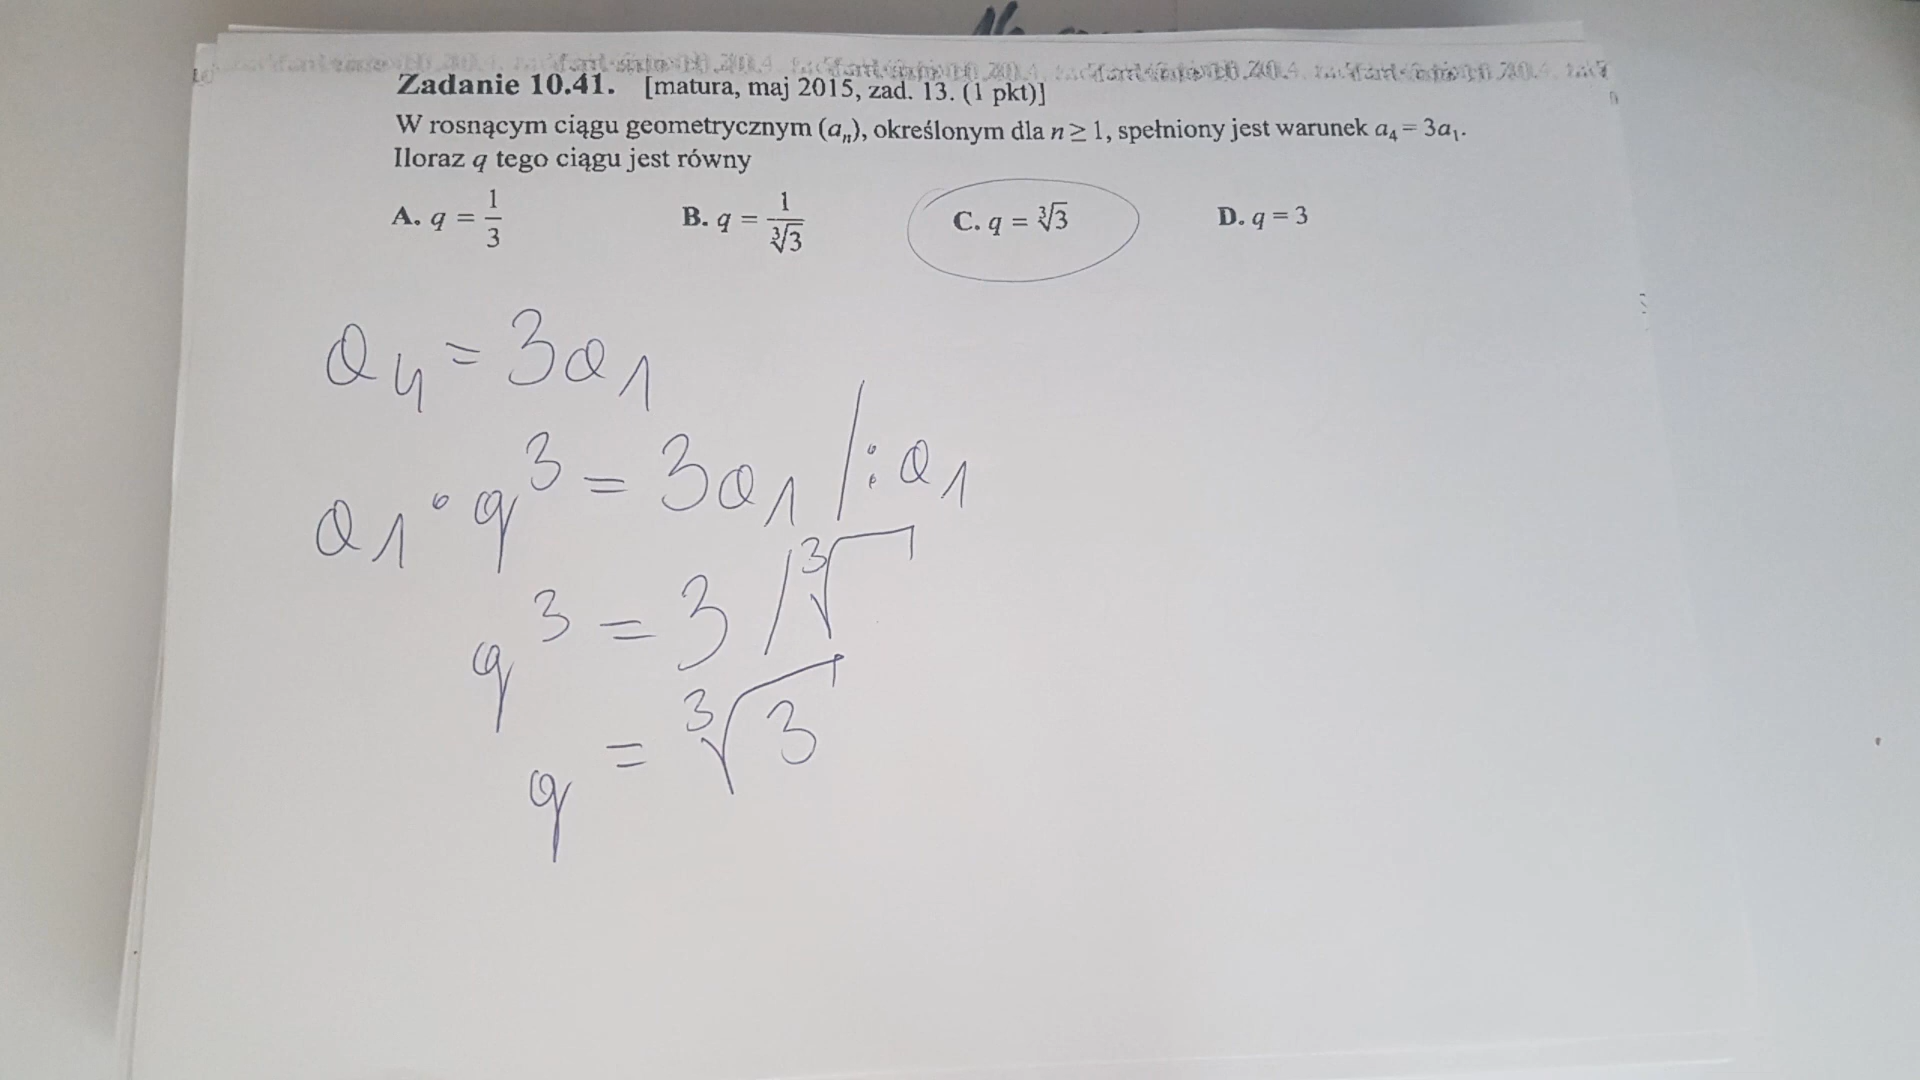 Zadanie 10.41. [matura, maj 2015, zad. 13. (1 pkt)]
W rosnącym ciągu geometrycznym (aₙ), określonym dla n ≥ 1, spełniony jest warunek a₄ = 3a₁.
Iloraz q tego ciągu jest równy
A. q = 1/3 B. q = 1/∛3 C. q = ∛3 D. q = 3
a₄ = 3a₁
a₁ · q³ = 3a₁ /: a₁
q³ = 3 /∛
q = ∛3